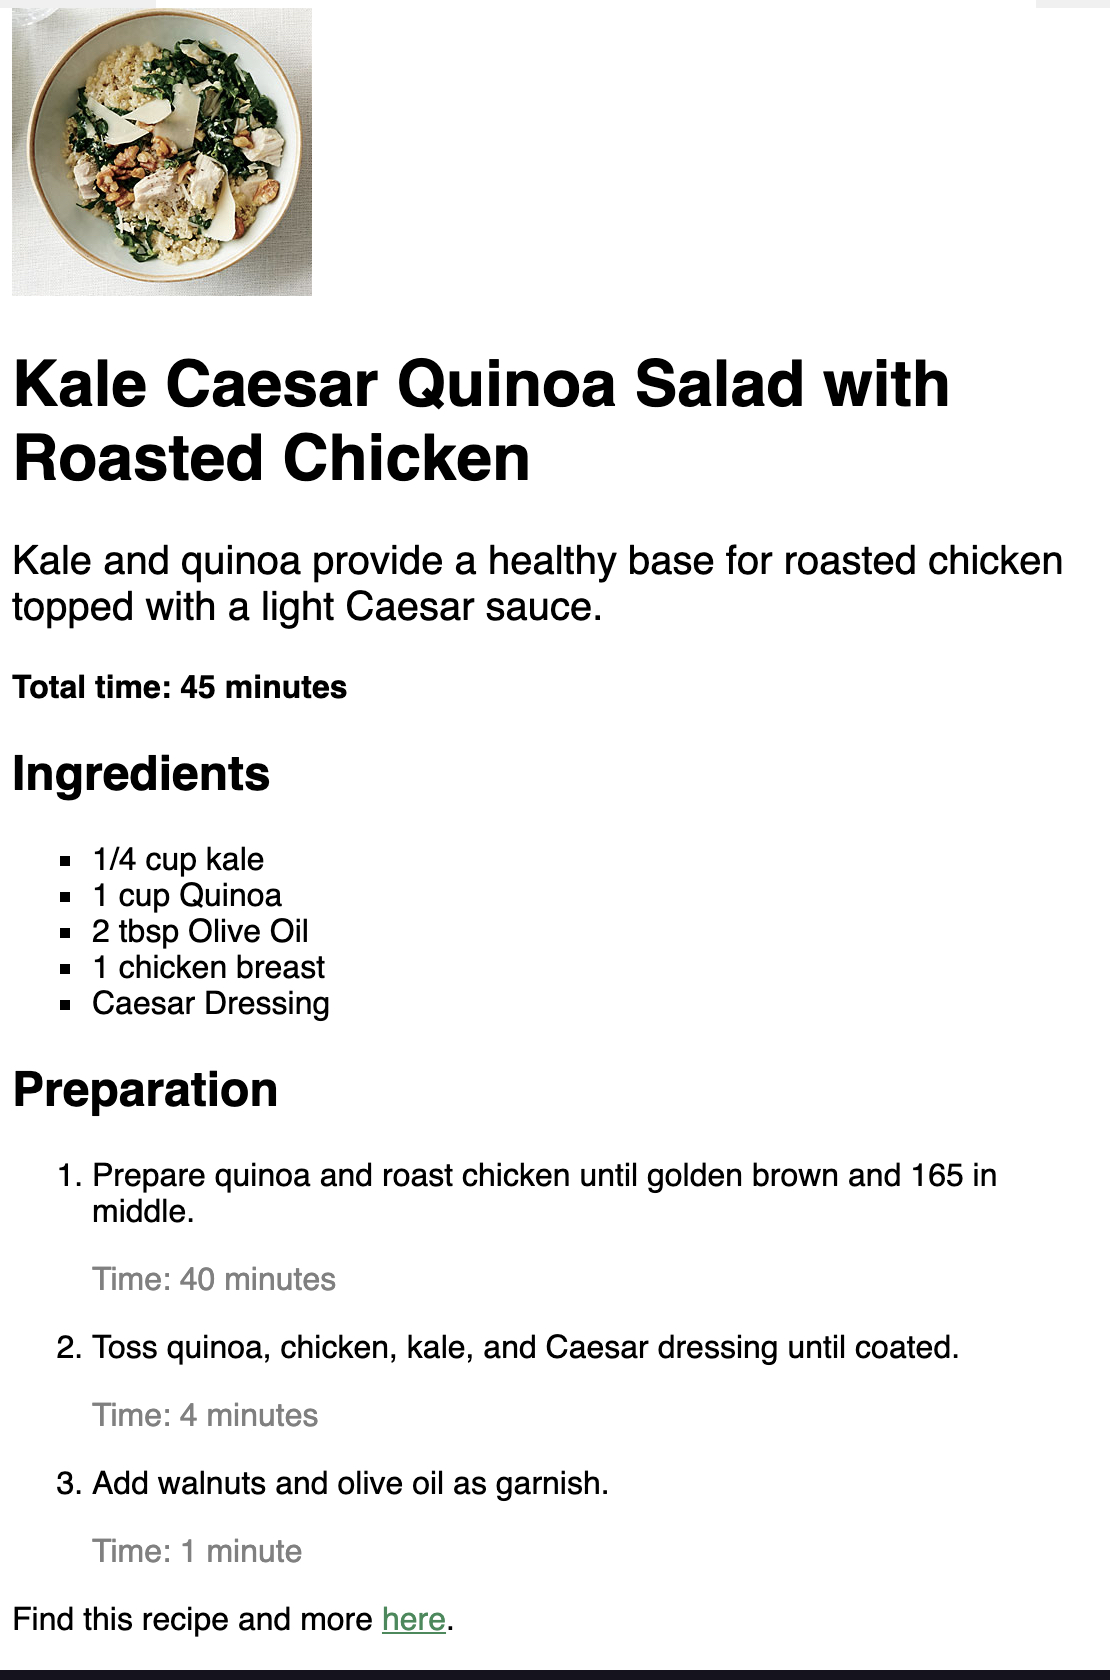 Kale Caesar Quinoa Salad with
Roasted Chicken
Kale and quinoa provide a healthy base for roasted chicken
topped with a light Caesar sauce.
Total time: 45 minutes
Ingredients
▪ 1/4 cup kale
▪ 1 cup Quinoa
▪ 2 tbsp Olive Oil
▪ 1 chicken breast
▪ Caesar Dressing
Preparation
1. Prepare quinoa and roast chicken until golden brown and 165 in
middle.
Time: 40 minutes
2. Toss quinoa, chicken, kale, and Caesar dressing until coated.
Time: 4 minutes
3. Add walnuts and olive oil as garnish.
Time: 1 minute
Find this recipe and more here.